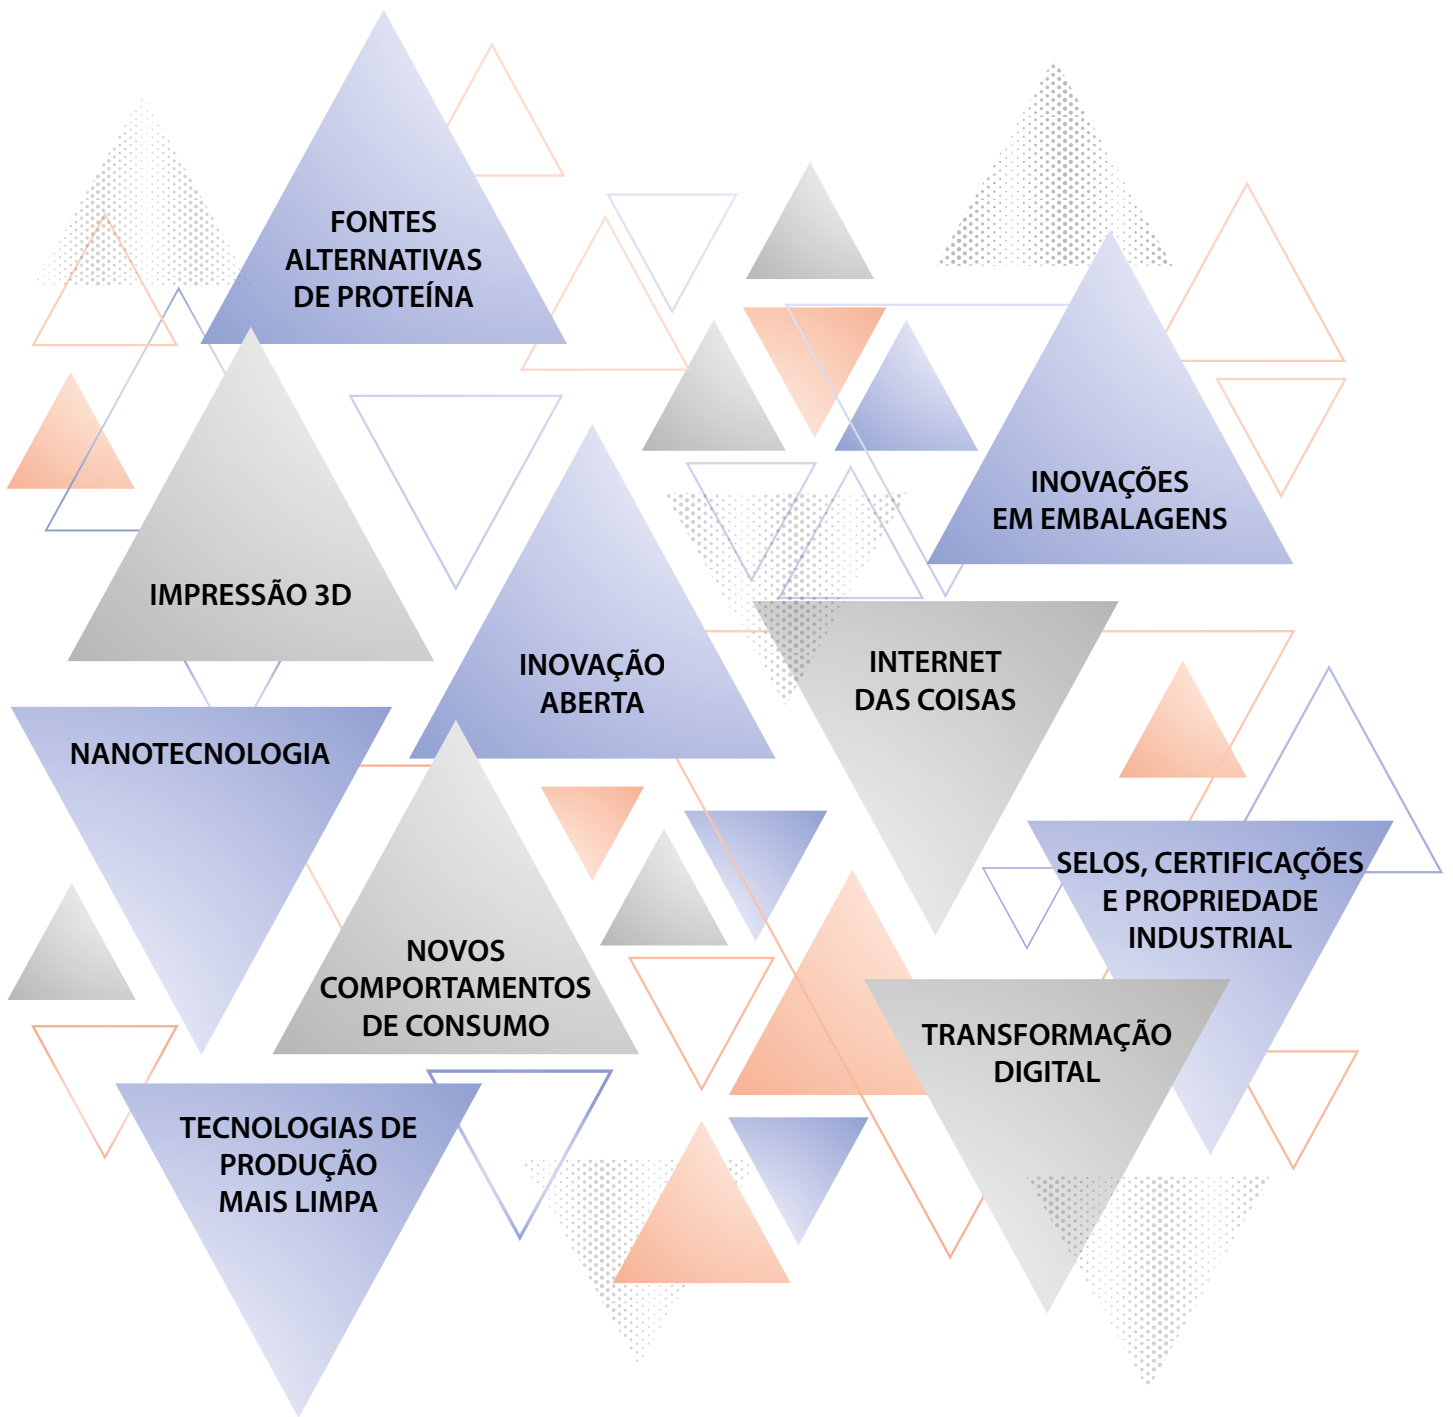 FONTES
ALTERNATIVAS
DE PROTEÍNA
INOVAÇÕES
EM EMBALAGENS
IMPRESSÃO 3D
INOVAÇÃO
ABERTA
INTERNET
DAS COISAS
NANOTECNOLOGIA
SELOS, CERTIFICAÇÕES
E PROPRIEDADE
INDUSTRIAL
NOVOS
COMPORTAMENTOS
DE CONSUMO
TRANSFORMAÇÃO
DIGITAL
TECNOLOGIAS DE
PRODUÇÃO
MAIS LIMPA